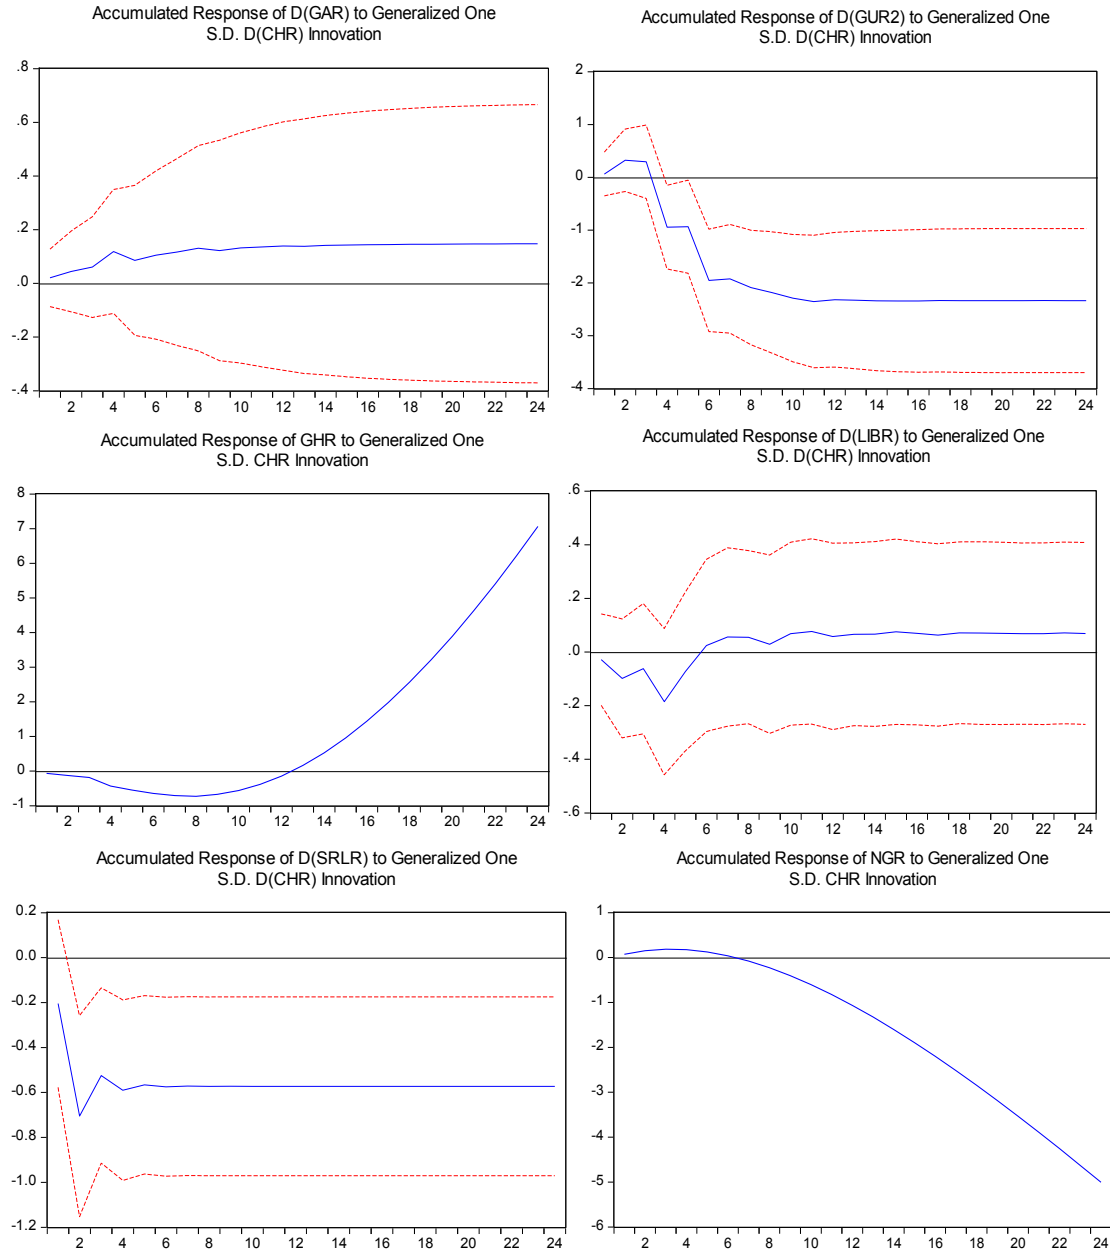 Accumulated Response of D(GAR) to Generalized One
S.D. D(CHR) Innovation
.8
.6
.4
.2
.0
-.2
-.4
2 4 6 8 10 12 14 16 18 20 22 24
Accumulated Response of D(GUR2) to Generalized One
S.D. D(CHR) Innovation
2
1
0
-1
-2
-3
-4
2 4 6 8 10 12 14 16 18 20 22 24
Accumulated Response of GHR to Generalized One
S.D. CHR Innovation
8
7
6
5
4
3
2
1
0
-1
2 4 6 8 10 12 14 16 18 20 22 24
Accumulated Response of D(LIBR) to Generalized One
S.D. D(CHR) Innovation
.6
.4
.2
.0
-.2
-.4
-.6
2 4 6 8 10 12 14 16 18 20 22 24
Accumulated Response of D(SRLR) to Generalized One
S.D. D(CHR) Innovation
0.2
0.0
-0.2
-0.4
-0.6
-0.8
-1.0
-1.2
2 4 6 8 10 12 14 16 18 20 22 24
Accumulated Response of NGR to Generalized One
S.D. CHR Innovation
1
0
-1
-2
-3
-4
-5
-6
2 4 6 8 10 12 14 16 18 20 22 24